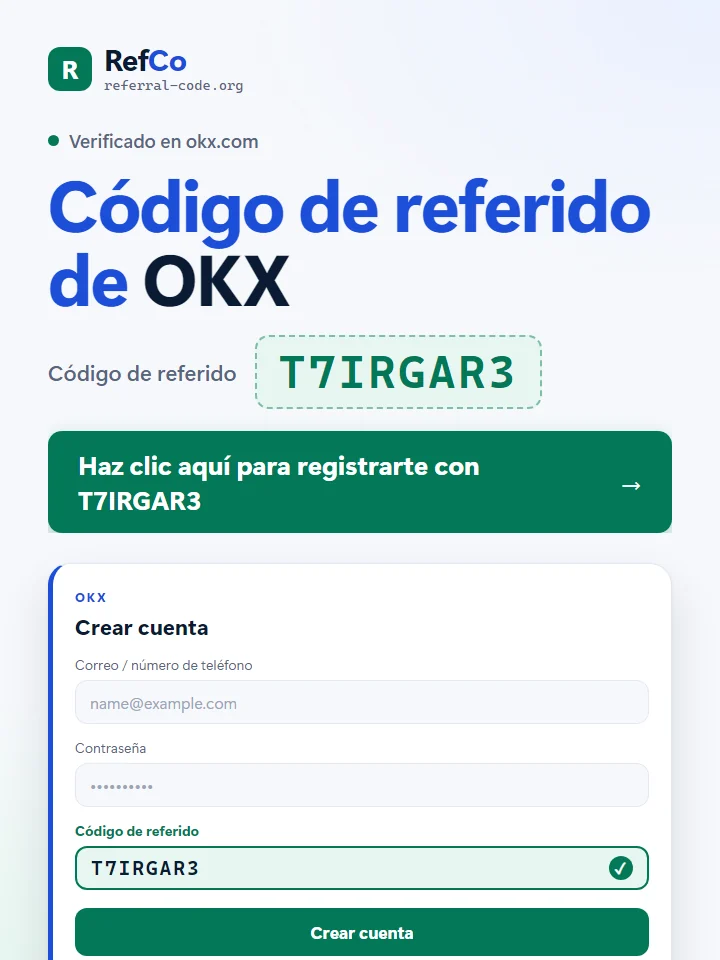 R
RefCo
referral-code.org
Verificado en okx.com
Código de referido
de OKX
Código de referido
T7IRGAR3
Haz clic aquí para registrarte con
T7IRGAR3
→
OKX
Crear cuenta
Correo / número de teléfono
name@example.com
Contraseña
••••••••••
Código de referido
T7IRGAR3
✓
Crear cuenta